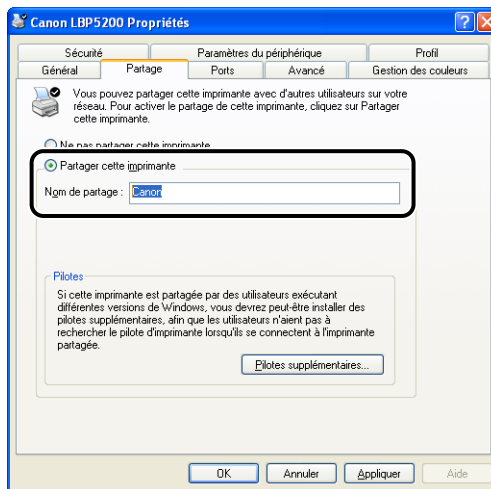 Canon LBP5200 Propriétés
Sécurité Paramètres du périphérique Profil
Général Partage Ports Avancé Gestion des couleurs
Vous pouvez partager cette imprimante avec d'autres utilisateurs sur votre
réseau. Pour activer le partage de cette imprimante, cliquez sur Partager
cette imprimante.
Ne pas partager cette imprimante
Partager cette imprimante
Nom de partage : Canon
Pilotes
Si cette imprimante est partagée par des utilisateurs exécutant
différentes versions de Windows, vous devrez peut-être installer des
pilotes supplémentaires, afin que les utilisateurs n'aient pas à
rechercher le pilote d'imprimante lorsqu'ils se connectent à l'imprimante
partagée.
Pilotes supplémentaires...
OK Annuler Appliquer Aide